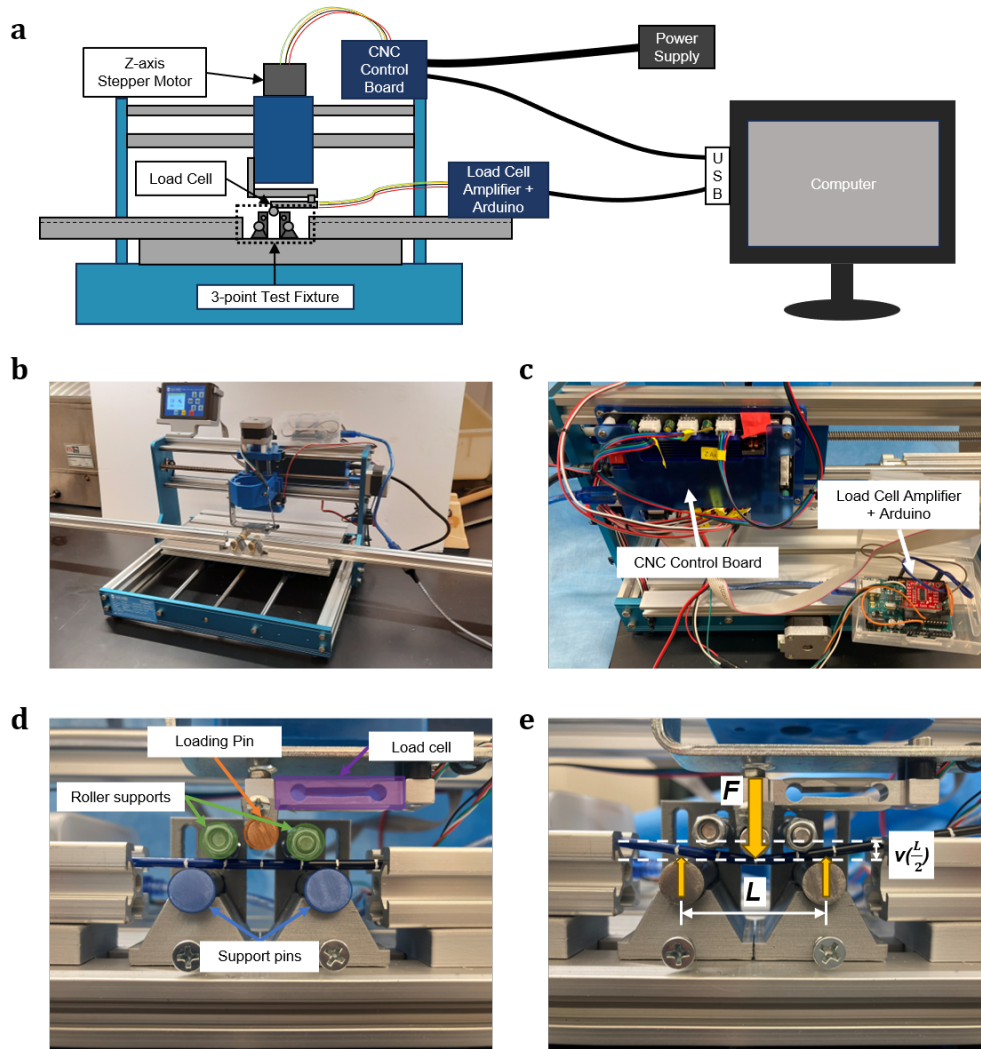 a
Z-axis
Stepper Motor
CNC
Control
Board
Power
Supply
Load Cell
Load Cell
Amplifier +
Arduino
U
S
B
Computer
3-point Test Fixture
b
c
Load Cell Amplifier
+ Arduino
CNC Control Board
d
Loading Pin
Load cell
Roller supports
Support pins
e
F
v(L/2)
L